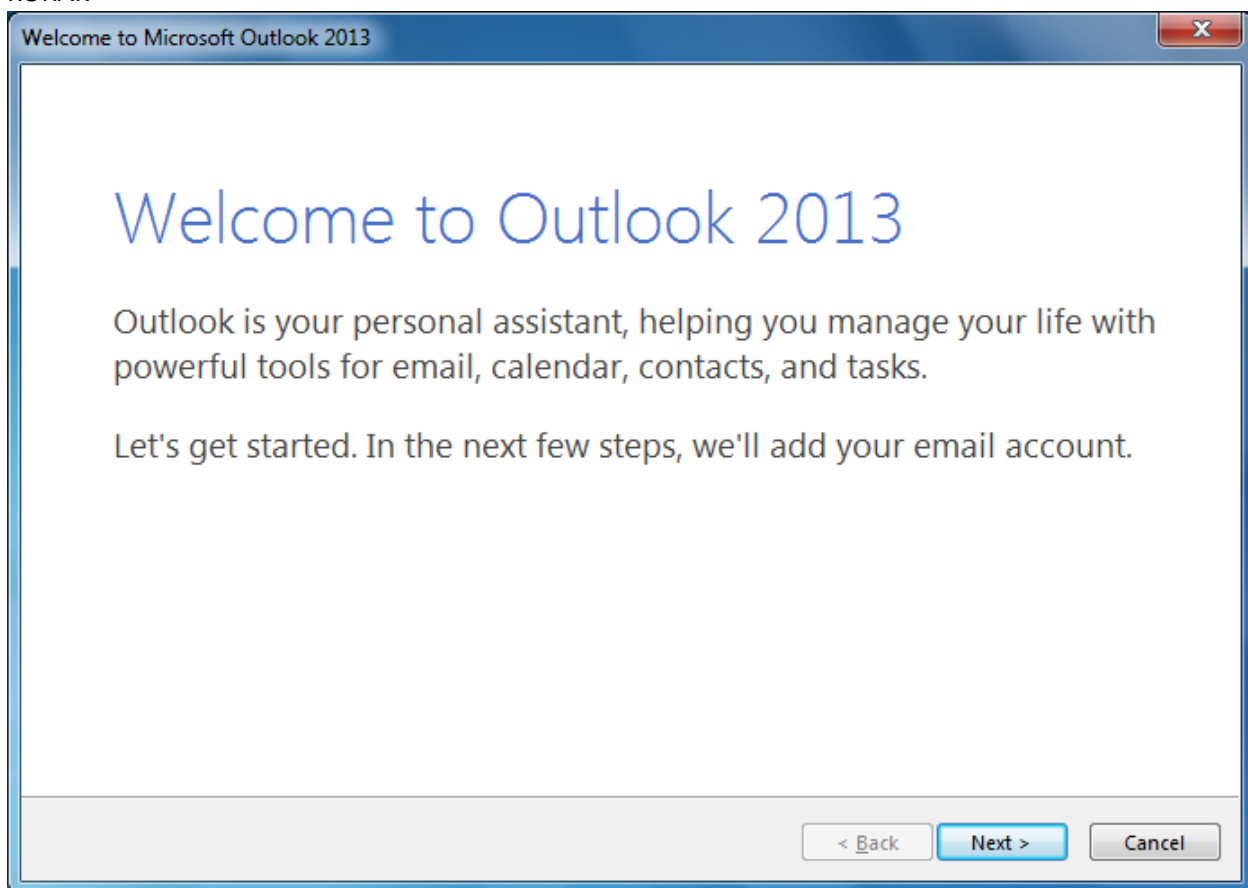 Welcome to Microsoft Outlook 2013
Welcome to Outlook 2013
Outlook is your personal assistant, helping you manage your life with
powerful tools for email, calendar, contacts, and tasks.
Let's get started. In the next few steps, we'll add your email account.
< Back Next > Cancel